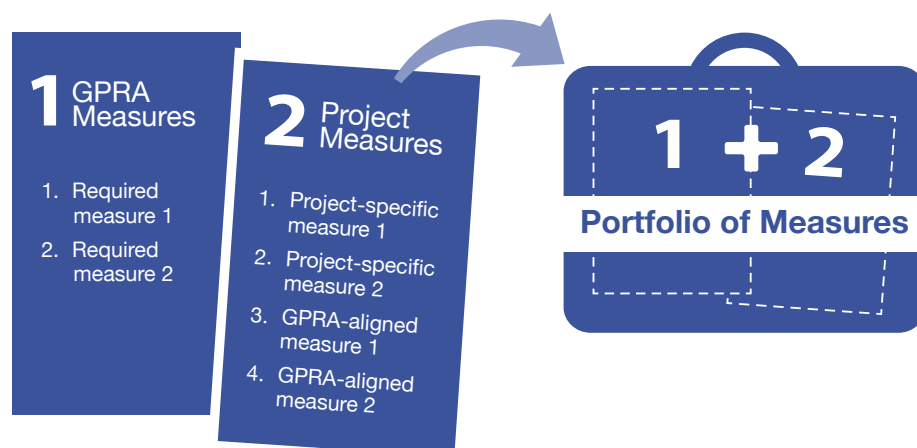 1 GPRA
Measures
1. Required
measure 1
2. Required
measure 2
2 Project
Measures
1. Project-specific
measure 1
2. Project-specific
measure 2
3. GPRA-aligned
measure 1
4. GPRA-aligned
measure 2
1 + 2
Portfolio of Measures